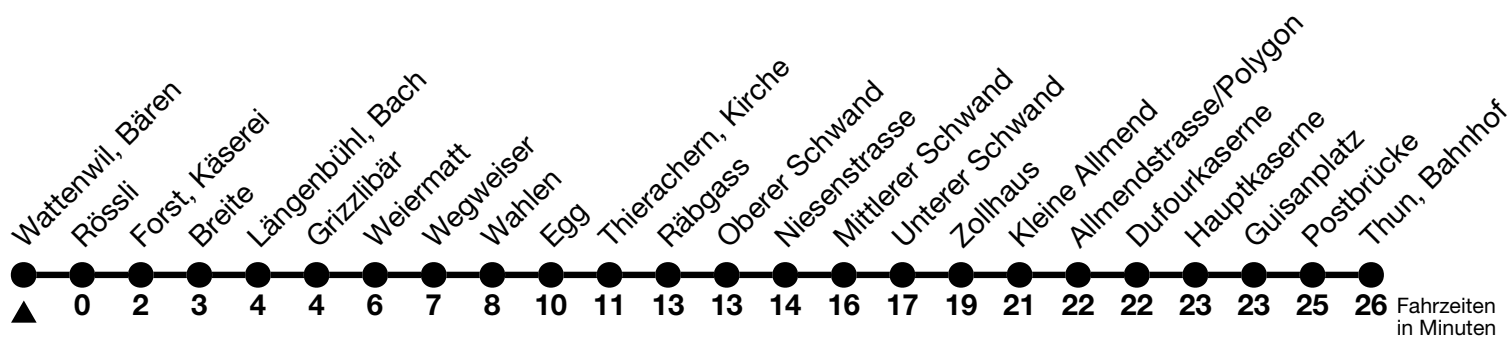 Wattenwil, Bären
Rössli
Forst, Käserei
Breite
Längenbühl, Bach
Grizzlibär
Weiermatt
Wegweiser
Wahlen
Egg
Thierachern, Kirche
Räbgass
Oberer Schwand
Niesenstrasse
Mittlerer Schwand
Unterer Schwand
Zollhaus
Kleine Allmend
Allmendstrasse/Polygon
Dufourkaserne
Hauptkaserne
Guisanplatz
Postbrücke
Thun, Bahnhof
0 2 3 4 4 6 7 8 10 11 13 13 14 16 17 19 21 22 22 23 23 25 26
Fahrzeiten
in Minuten